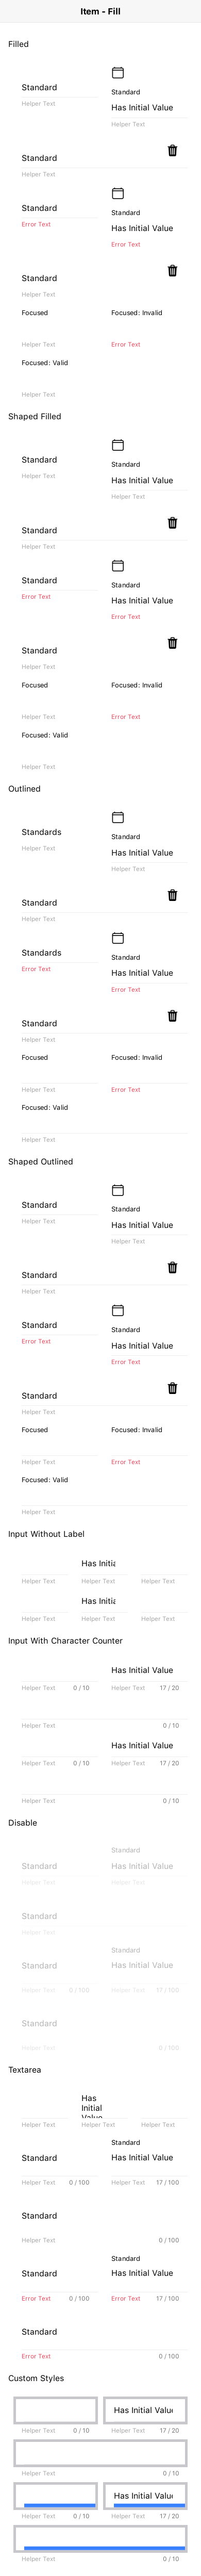 Item - Fill
Filled
Standard
Standard
Has Initial Value
Helper Text
Helper Text
Standard
Helper Text
Standard
Standard
Has Initial Value
Error Text
Error Text
Standard
Helper Text
Focused
Focused: Invalid
Helper Text
Error Text
Focused: Valid
Helper Text
Shaped Filled
Standard
Standard
Has Initial Value
Helper Text
Helper Text
Standard
Helper Text
Standard
Standard
Has Initial Value
Error Text
Error Text
Standard
Helper Text
Focused
Focused: Invalid
Helper Text
Error Text
Focused: Valid
Helper Text
Outlined
Standards
Standard
Has Initial Value
Helper Text
Helper Text
Standard
Helper Text
Standards
Standard
Has Initial Value
Error Text
Error Text
Standard
Helper Text
Focused
Focused: Invalid
Helper Text
Error Text
Focused: Valid
Helper Text
Shaped Outlined
Standard
Standard
Has Initial Value
Helper Text
Helper Text
Standard
Helper Text
Standard
Standard
Has Initial Value
Error Text
Error Text
Standard
Helper Text
Focused
Focused: Invalid
Helper Text
Error Text
Focused: Valid
Helper Text
Input Without Label
Has Initia
Helper Text Helper Text Helper Text
Has Initia
Helper Text Helper Text Helper Text
Input With Character Counter
Has Initial Value
Helper Text 0 / 10 Helper Text 17 / 20
Helper Text 0 / 10
Has Initial Value
Helper Text 0 / 10 Helper Text 17 / 20
Helper Text 0 / 10
Disable
Standard
Standard
Has Initial Value
Helper Text Helper Text
Standard
Helper Text
Standard
Standard
Has Initial Value
Helper Text 0 / 100 Helper Text 17 / 100
Standard
Helper Text 0 / 100
Textarea
Has
Initial
Value
Helper Text Helper Text Helper Text
Standard
Standard
Has Initial Value
Helper Text 0 / 100 Helper Text 17 / 100
Standard
Helper Text 0 / 100
Standard
Standard
Has Initial Value
Error Text 0 / 100 Error Text 17 / 100
Standard
Error Text 0 / 100
Custom Styles
Has Initial Value
Helper Text 0 / 10 Helper Text 17 / 20
Helper Text 0 / 10
Has Initial Value
Helper Text 0 / 10 Helper Text 17 / 20
Helper Text 0 / 10